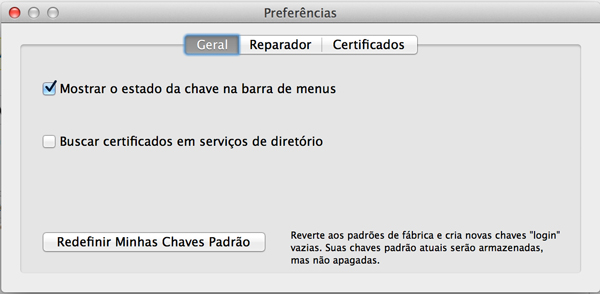 Preferências
Geral Reparador Certificados
Mostrar o estado da chave na barra de menus
Buscar certificados em serviços de diretório
Redefinir Minhas Chaves Padrão
Reverte aos padrões de fábrica e cria novas chaves "login"
vazias. Suas chaves padrão atuais serão armazenadas,
mas não apagadas.